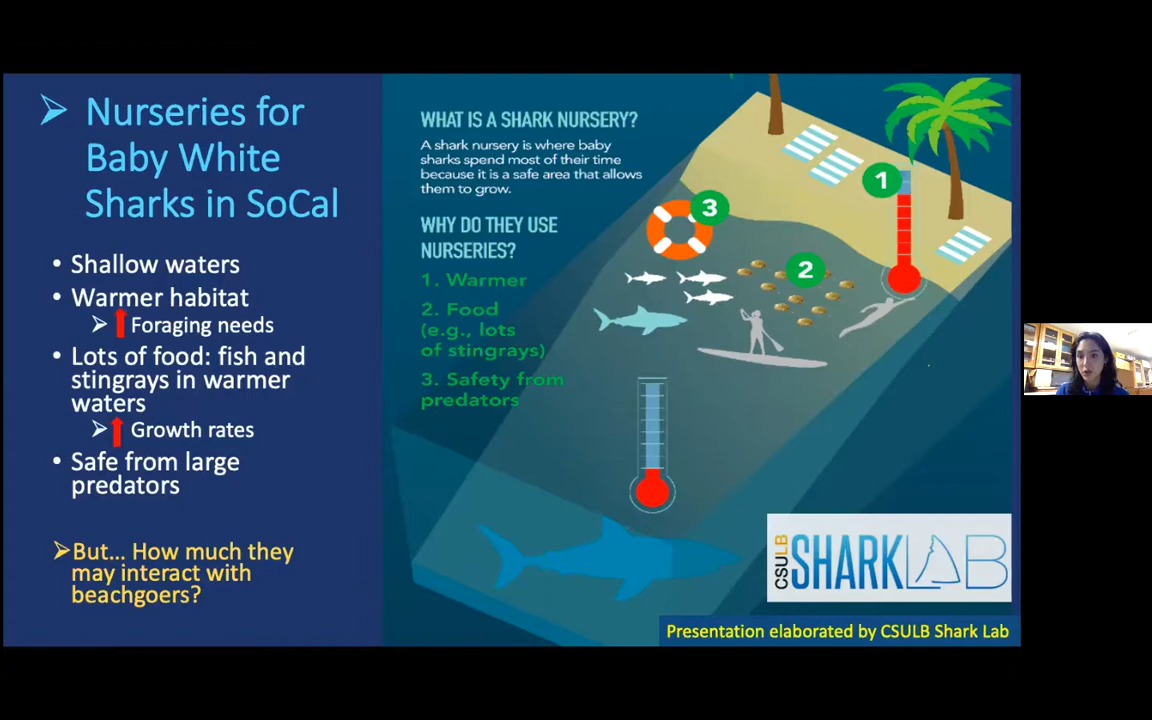 ➢ Nurseries for
Baby White
Sharks in SoCal
• Shallow waters
• Warmer habitat
➢ Foraging needs
• Lots of food: fish and
stingrays in warmer
waters
➢ Growth rates
• Safe from large
predators
➢But... How much they
may interact with
beachgoers?
WHAT IS A SHARK NURSERY?
A shark nursery is where baby
sharks spend most of their time
because it is a safe area that allows
them to grow.
WHY DO THEY USE
NURSERIES?
1. Warmer
2. Food
(e.g., lots
of stingrays)
3. Safety from
predators
1
2
3
CSULB SHARKLAB
Presentation elaborated by CSULB Shark Lab